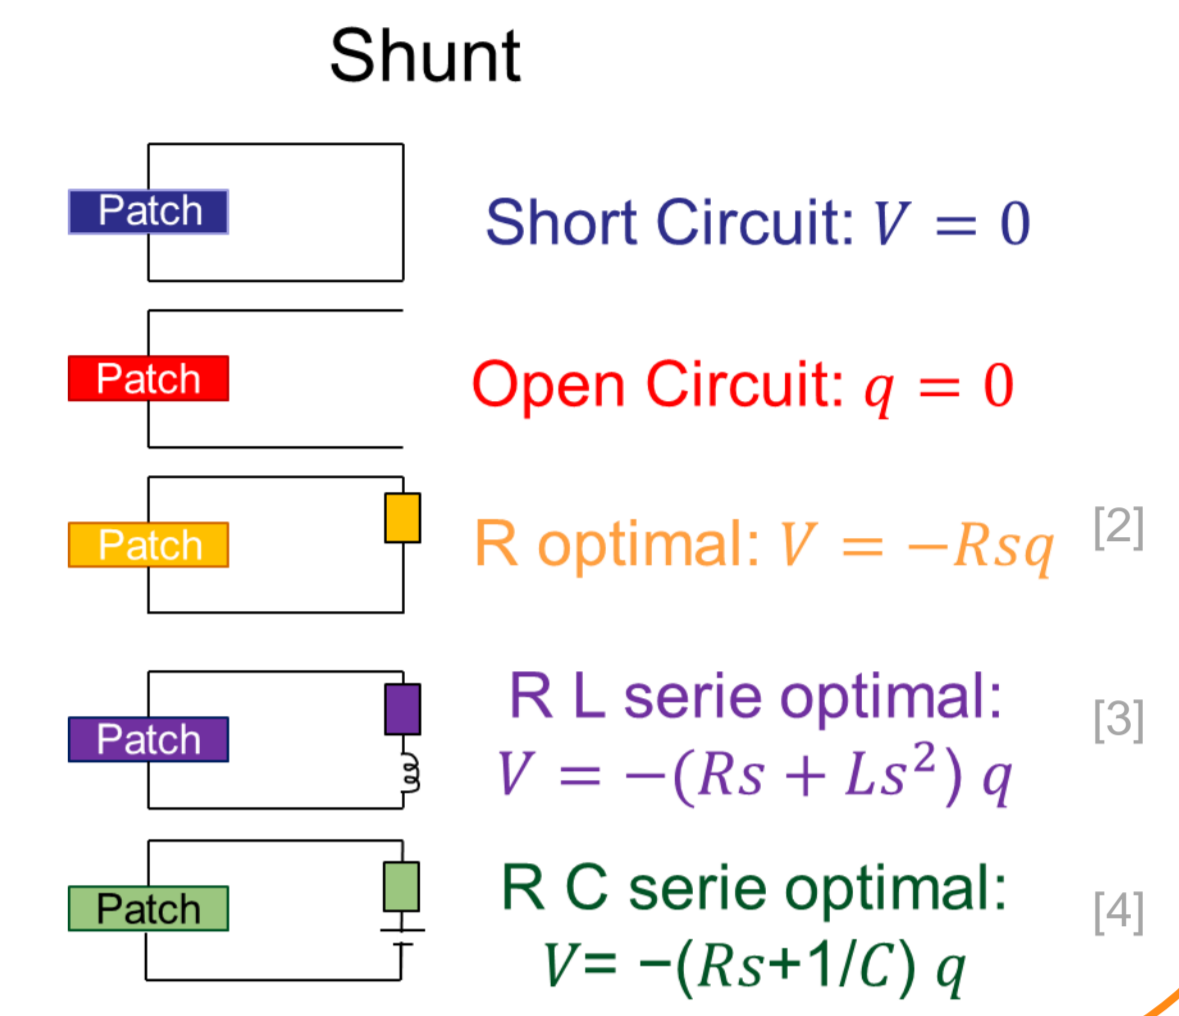 Shunt
Patch
Short Circuit: V = 0
Patch
Open Circuit: q = 0
Patch
R optimal: V = −Rsq [2]
R L serie optimal:
Patch
[3]
V = −(Rs + Ls²) q
R C serie optimal:
Patch
[4]
V= −(Rs+1/C) q